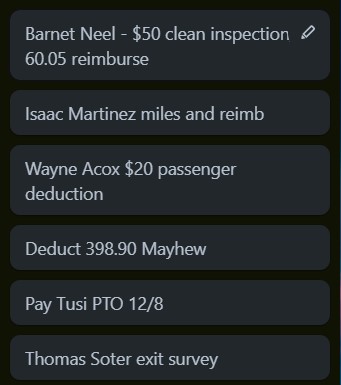 Barnet Neel - $50 clean inspection
60.05 reimburse
Isaac Martinez miles and reimb
Wayne Acox $20 passenger
deduction
Deduct 398.90 Mayhew
Pay Tusi PTO 12/8
Thomas Soter exit survey